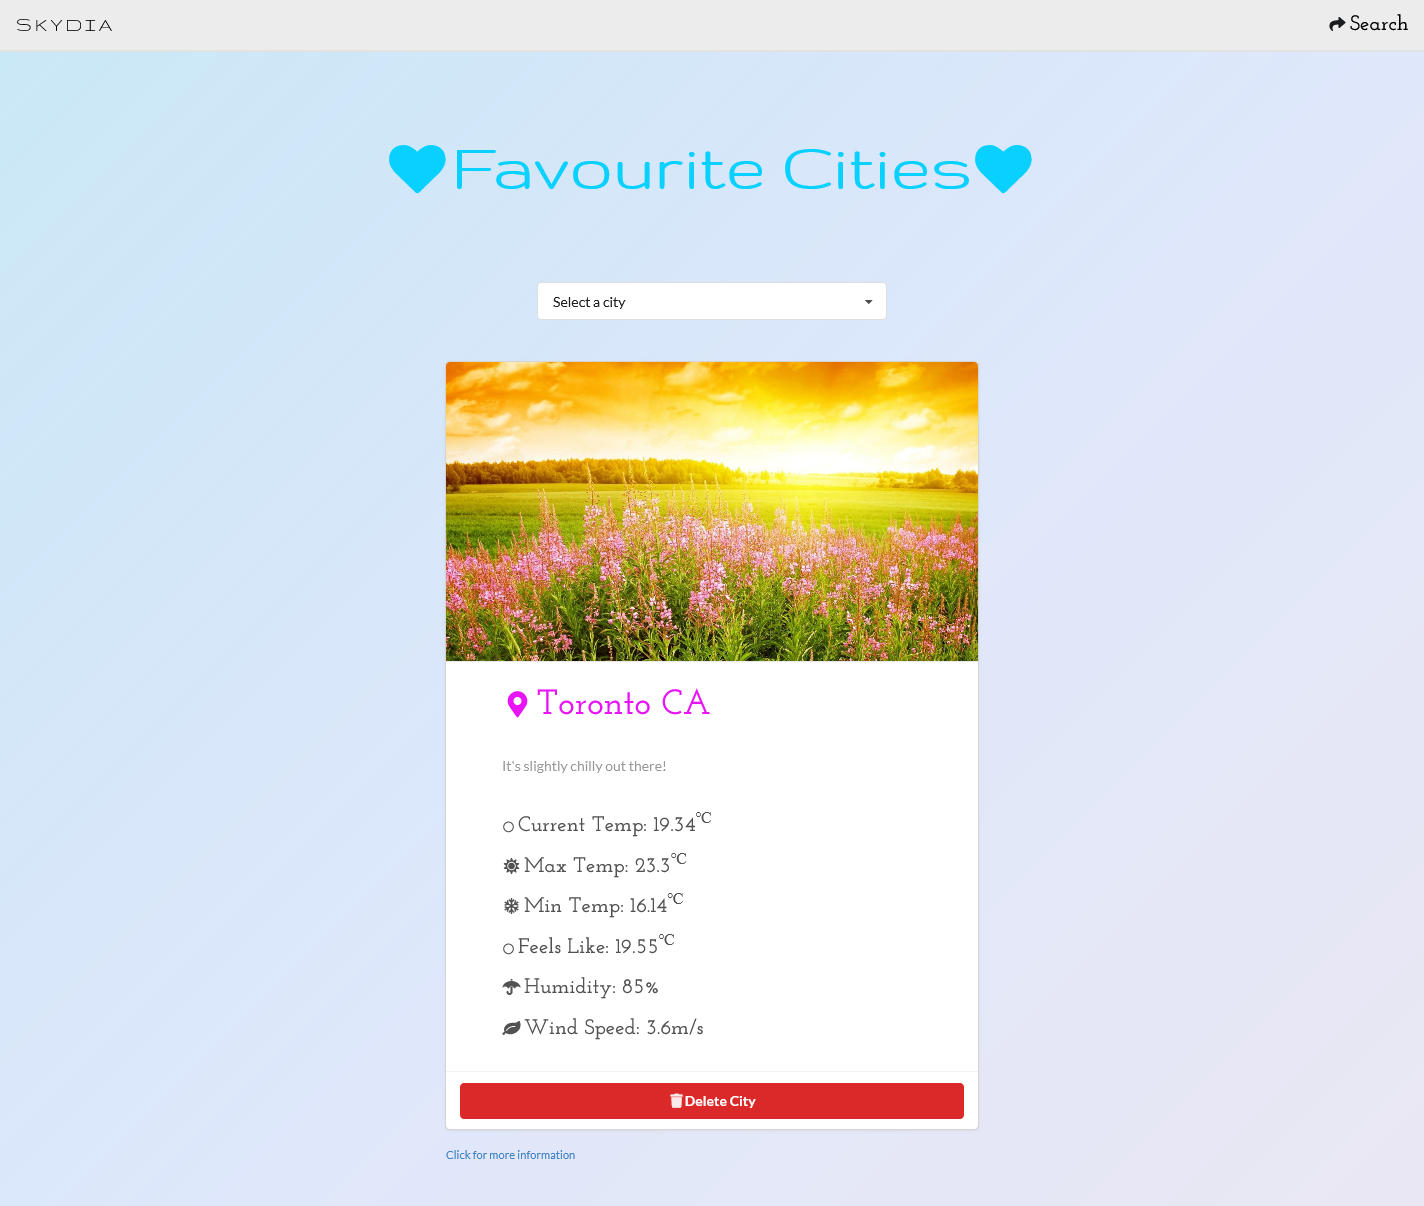 SKYDIA
Search
Favourite Cities
Select a city
Toronto CA
It's slightly chilly out there!
Current Temp: 19.34°C
Max Temp: 23.3°C
Min Temp: 16.14°C
Feels Like: 19.55°C
Humidity: 85%
Wind Speed: 3.6m/s
Delete City
Click for more information